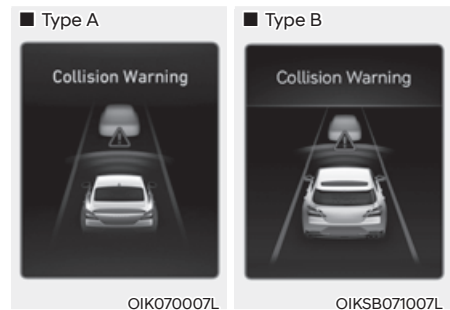 ■ Type A
Collision Warning
OIK070007L
■ Type B
Collision Warning
OIKSB071007L